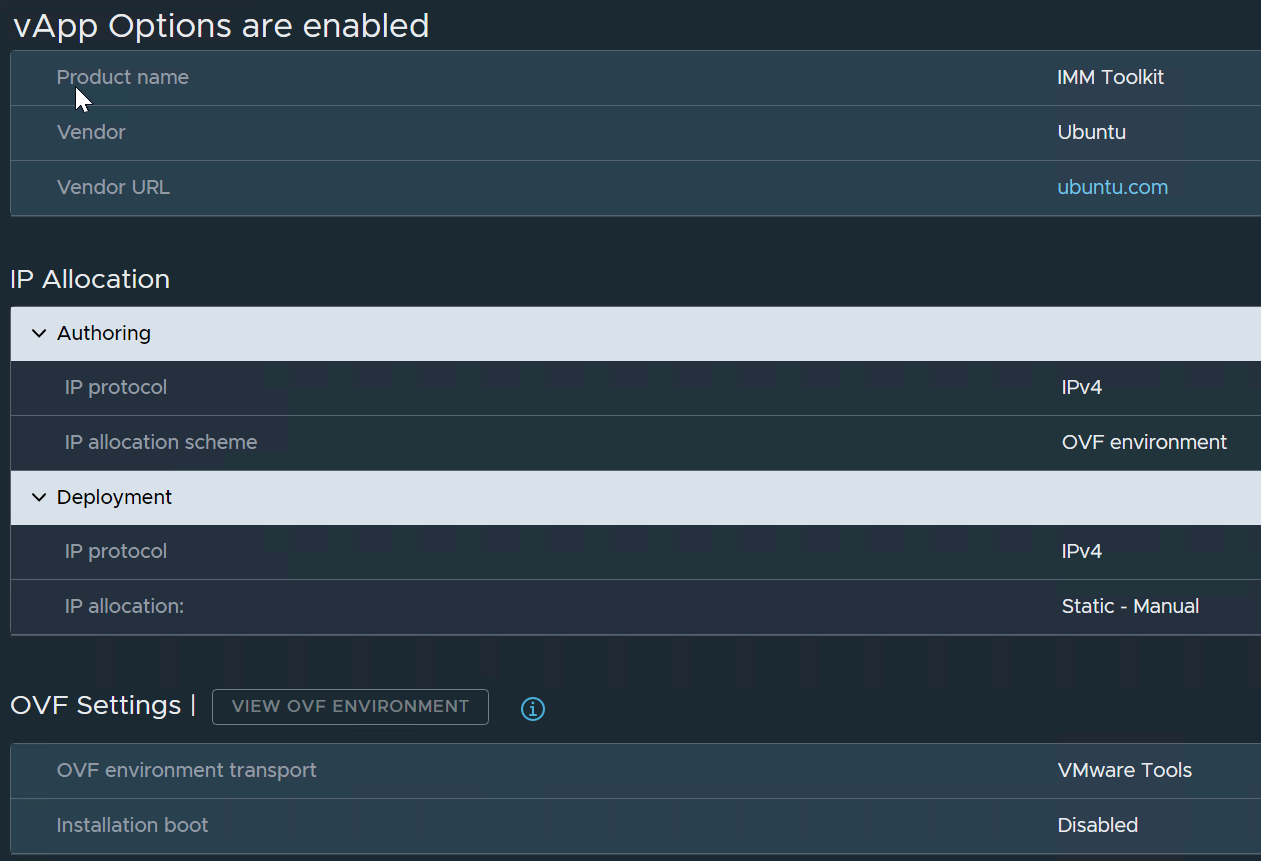 vApp Options are enabled
Product name IMM Toolkit
Vendor Ubuntu
Vendor URL ubuntu.com
IP Allocation
Authoring
IP protocol IPv4
IP allocation scheme OVF environment
Deployment
IP protocol IPv4
IP allocation: Static - Manual
OVF Settings | VIEW OVF ENVIRONMENT
OVF environment transport VMware Tools
Installation boot Disabled